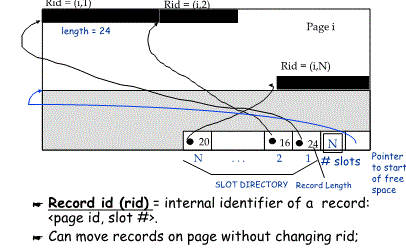 Rid = (i,1)
Rid = (i,2)
Page i
length = 24
Rid = (i,N)
20
16
24
N
# slots
N
. . .
2
1
Pointer
to start
of free
space
SLOT DIRECTORY
Record Length
Record id (rid) = internal identifier of a record:
<page id, slot #>.
Can move records on page without changing rid;